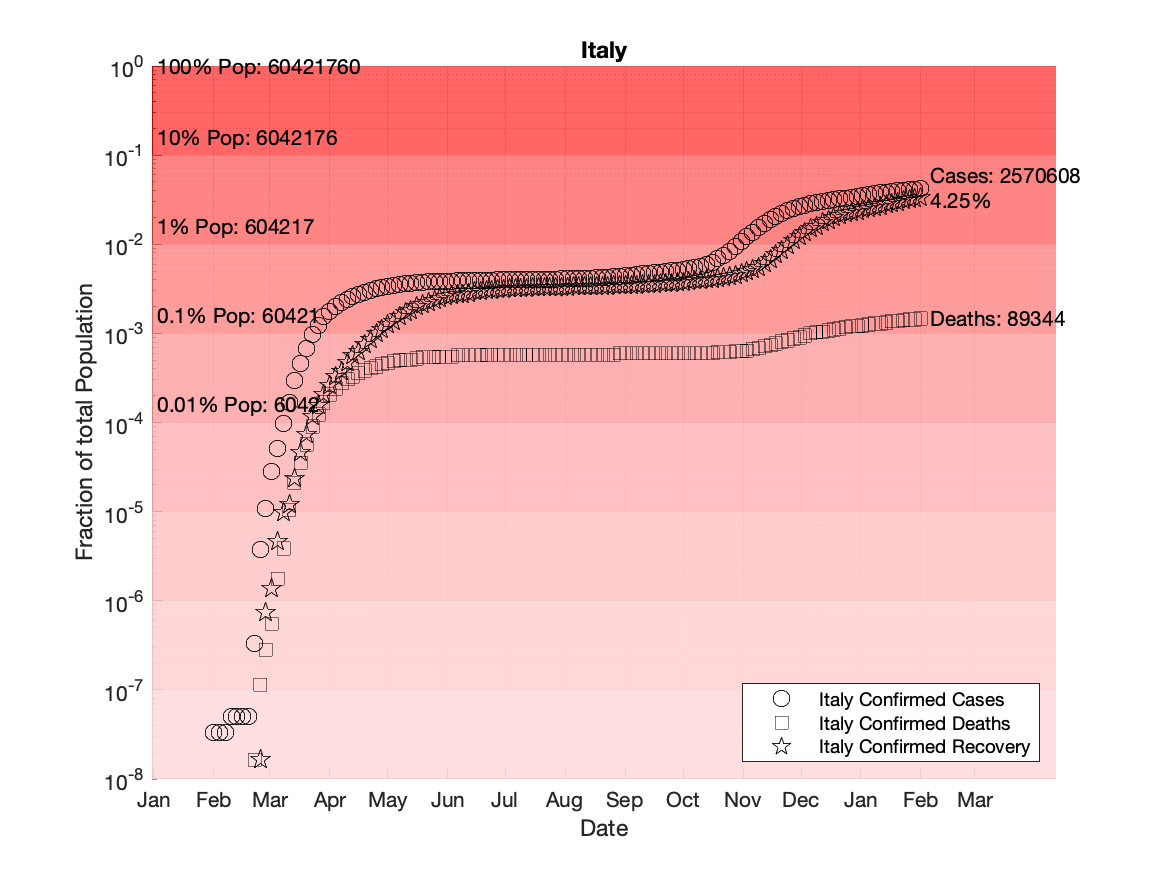 Italy
10^0
100% Pop: 60421760
10% Pop: 6042176
10^-1
Cases: 2570608
4.25%
1% Pop: 604217
10^-2
0.1% Pop: 60421
Deaths: 89344
10^-3
0.01% Pop: 6042
10^-4
10^-5
10^-6
10^-7
10^-8
Fraction of total Population
Italy Confirmed Cases
Italy Confirmed Deaths
Italy Confirmed Recovery
Jan Feb Mar Apr May Jun Jul Aug Sep Oct Nov Dec Jan Feb Mar
Date